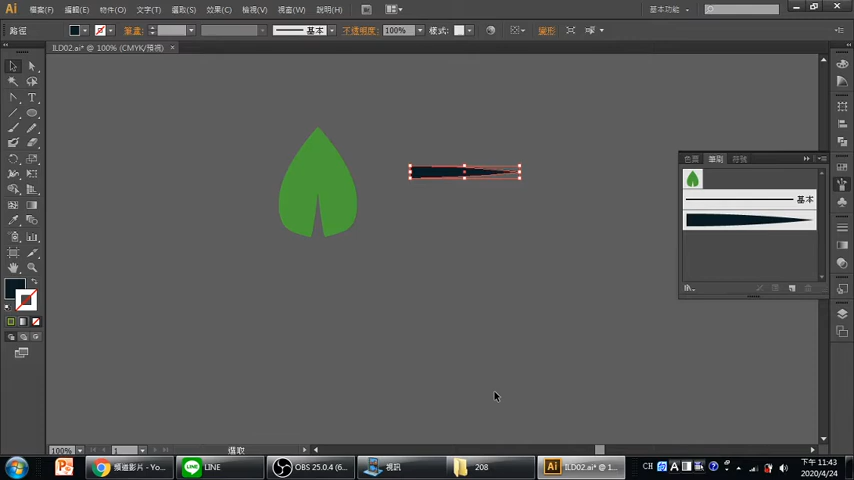 Ai 檔案(F) 編輯(E) 物件(O) 文字(T) 選取(S) 效果(C) 檢視(V) 視窗(W) 說明(H) Br 基本功能
路徑 筆畫: 基本 不透明度: 100% 樣式: 變形
ILD02.ai* @ 100% (CMYK/預視) ×
色票 筆刷 符號
基本
100% 1 選取
頻道影片 - Yo... LINE OBS 25.0.4 (6... 視訊 208 Ai ILD02.ai* @ 1... CH A 下午 11:43
2020/4/24